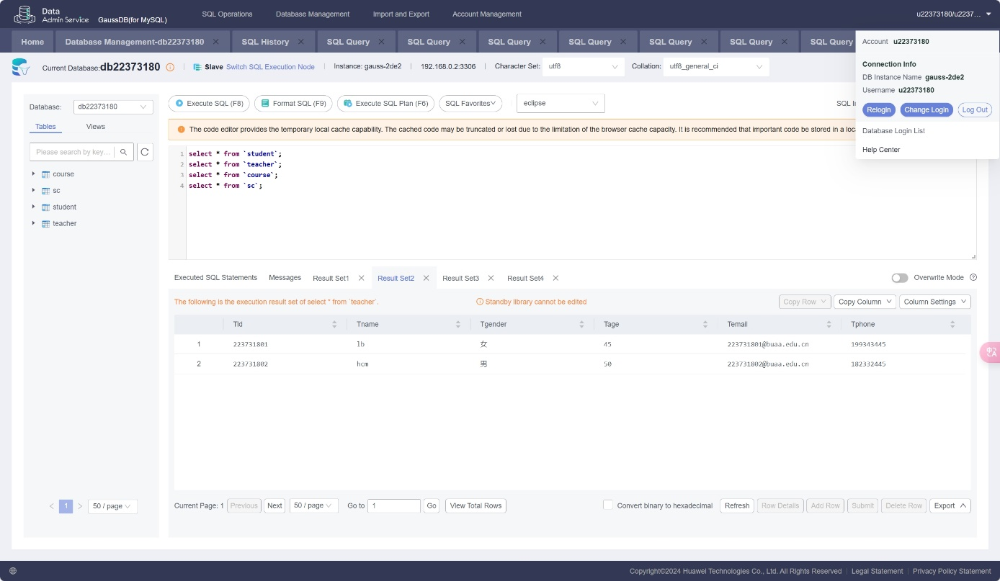 Data
Admin Service GaussDB(for MySQL) SQL Operations Database Management Import and Export Account Management u22373180/u2237...
Home Database Management-db22373180 SQL History SQL Query SQL Query SQL Query SQL Query SQL Query SQL Query SQL Query
Account u22373180
Connection Info
DB Instance Name gauss-2de2
Username u22373180
Relogin Change Login Log Out
Database Login List
Help Center
Current Database:db22373180 Slave Switch SQL Execution Node Instance: gauss-2de2 192.168.0.2:3306 Character Set: utf8 Collation: utf8_general_ci
Database: db22373180
Tables Views
Please search by key...
course
sc
student
teacher
1 50 / page
Execute SQL (F8) Format SQL (F9) Execute SQL Plan (F6) SQL Favorites eclipse SQL
The code editor provides the temporary local cache capability. The cached code may be truncated or lost due to the limitation of the browser cache capacity. It is recommended that important code be stored in a
1 select * from `student`;
2 select * from `teacher`;
3 select * from `course`;
4 select * from `sc`;
Executed SQL Statements Messages Result Set1 Result Set2 Result Set3 Result Set4 Overwrite Mode
The following is the execution result set of select * from `teacher`. Standby library cannot be edited Copy Row Copy Column Column Settings
TId Tname Tgender Tage Temail Tphone
1 223731801 lb 女 45 223731801@buaa.edu.cn 199343445
2 223731802 hcm 男 50 223731802@buaa.edu.cn 182332445
中A
Current Page: 1 Previous Next 50 / page Go to 1 Go View Total Rows Convert binary to hexadecimal Refresh Row Details Add Row Submit Delete Row Export
Copyright©2024 Huawei Technologies Co., Ltd. All Rights Reserved Legal Statement Privacy Policy Statement